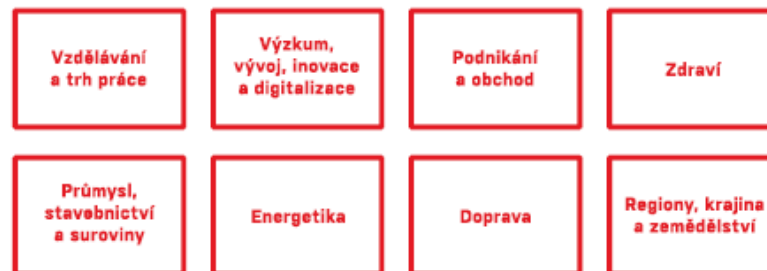 Vzdělávání
a trh práce
Výzkum,
vývoj, inovace
a digitalizace
Podnikání
a obchod
Zdraví
Průmysl,
stavebnictví
a suroviny
Energetika
Doprava
Regiony, krajina
a zemědělství